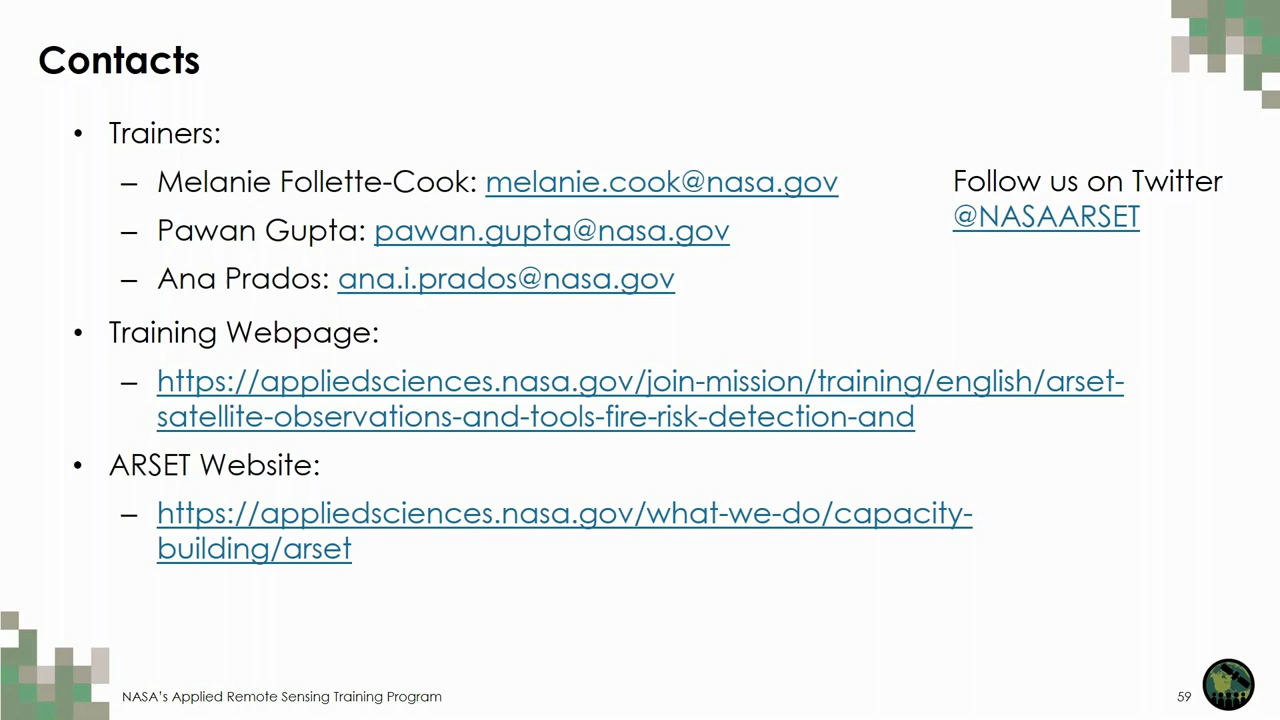 Contacts
• Trainers:
– Melanie Follette-Cook: melanie.cook@nasa.gov
– Pawan Gupta: pawan.gupta@nasa.gov
– Ana Prados: ana.i.prados@nasa.gov
Follow us on Twitter
@NASAARSET
• Training Webpage:
– https://appliedsciences.nasa.gov/join-mission/training/english/arset-
satellite-observations-and-tools-fire-risk-detection-and
• ARSET Website:
– https://appliedsciences.nasa.gov/what-we-do/capacity-
building/arset
NASA's Applied Remote Sensing Training Program
59